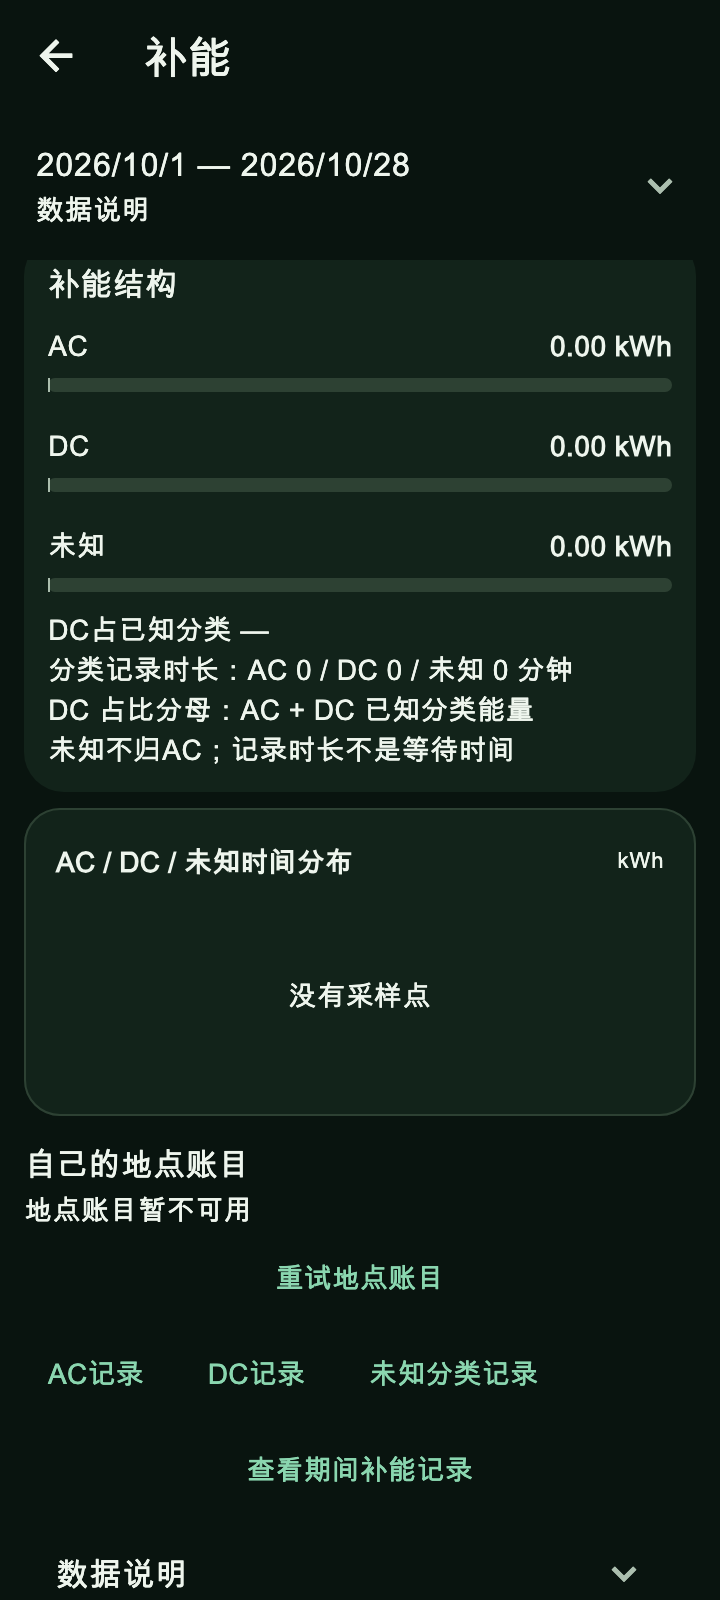 补能
2026/10/1 — 2026/10/28
数据说明
补能结构
AC 0.00 kWh
DC 0.00 kWh
未知 0.00 kWh
DC占已知分类 —
分类记录时长：AC 0 / DC 0 / 未知 0 分钟
DC 占比分母：AC + DC 已知分类能量
未知不归AC；记录时长不是等待时间
AC / DC / 未知时间分布 kWh
没有采样点
自己的地点账目
地点账目暂不可用
重试地点账目
AC记录 DC记录 未知分类记录
查看期间补能记录
数据说明